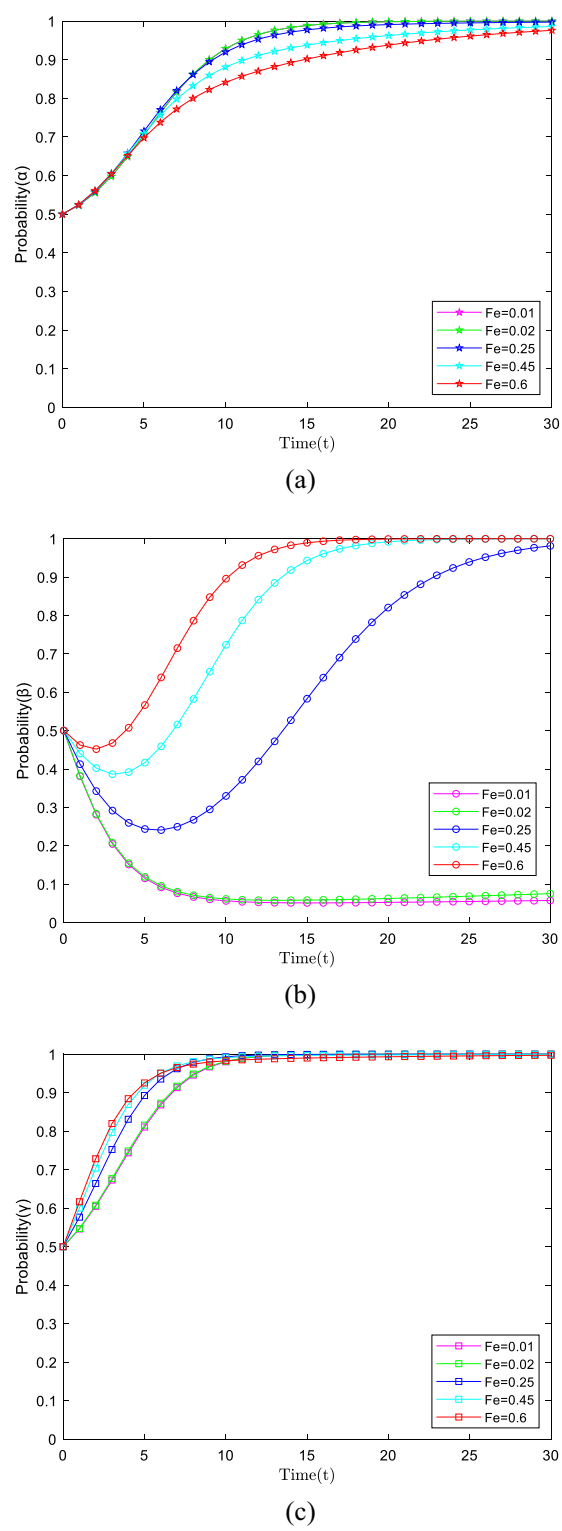 1
0.9
0.8
0.7
0.6
0.5
0.4
0.3
0.2
0.1
0
Probability(α)
Fe=0.01
Fe=0.02
Fe=0.25
Fe=0.45
Fe=0.6
0 5 10 15 20 25 30
Time(t)
(a)
1
0.9
0.8
0.7
0.6
0.5
0.4
0.3
0.2
0.1
0
Probability(β)
Fe=0.01
Fe=0.02
Fe=0.25
Fe=0.45
Fe=0.6
0 5 10 15 20 25 30
Time(t)
(b)
1
0.9
0.8
0.7
0.6
0.5
0.4
0.3
0.2
0.1
0
Probability(γ)
Fe=0.01
Fe=0.02
Fe=0.25
Fe=0.45
Fe=0.6
0 5 10 15 20 25 30
Time(t)
(c)